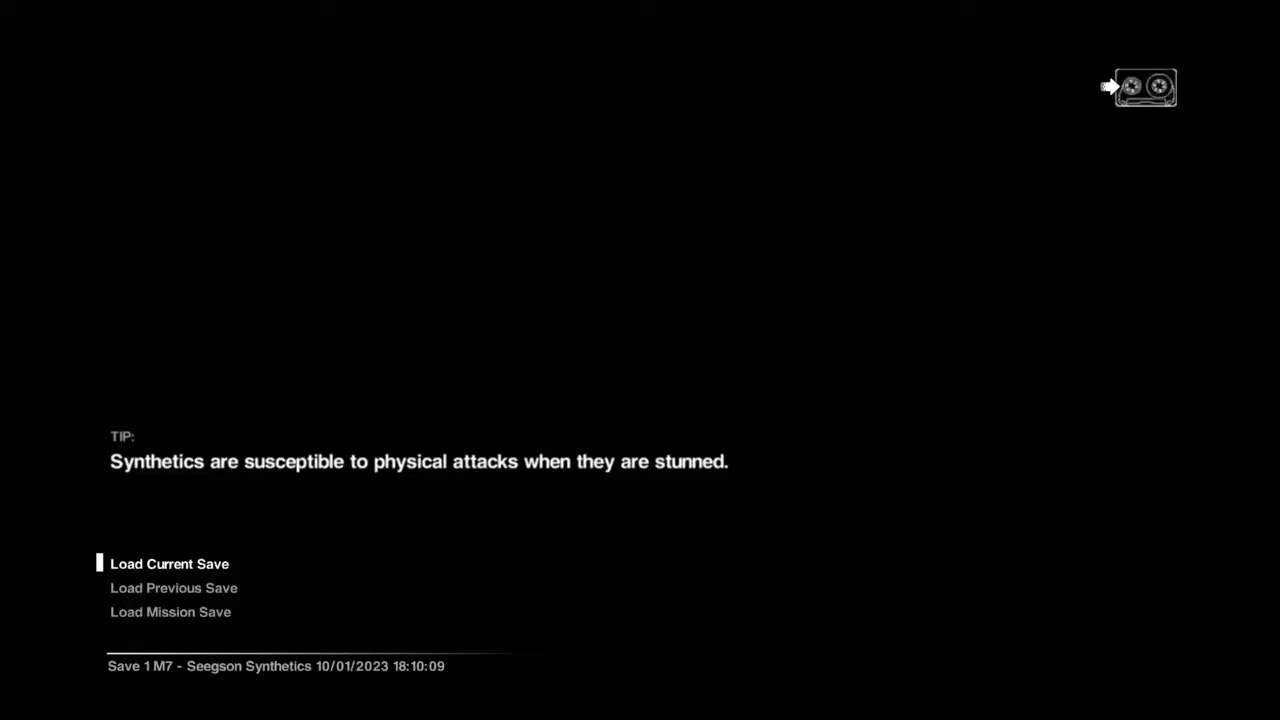 TIP:
Synthetics are susceptible to physical attacks when they are stunned.
Load Current Save
Load Previous Save
Load Mission Save
Save 1 M7 - Seegson Synthetics 10/01/2023 18:10:09